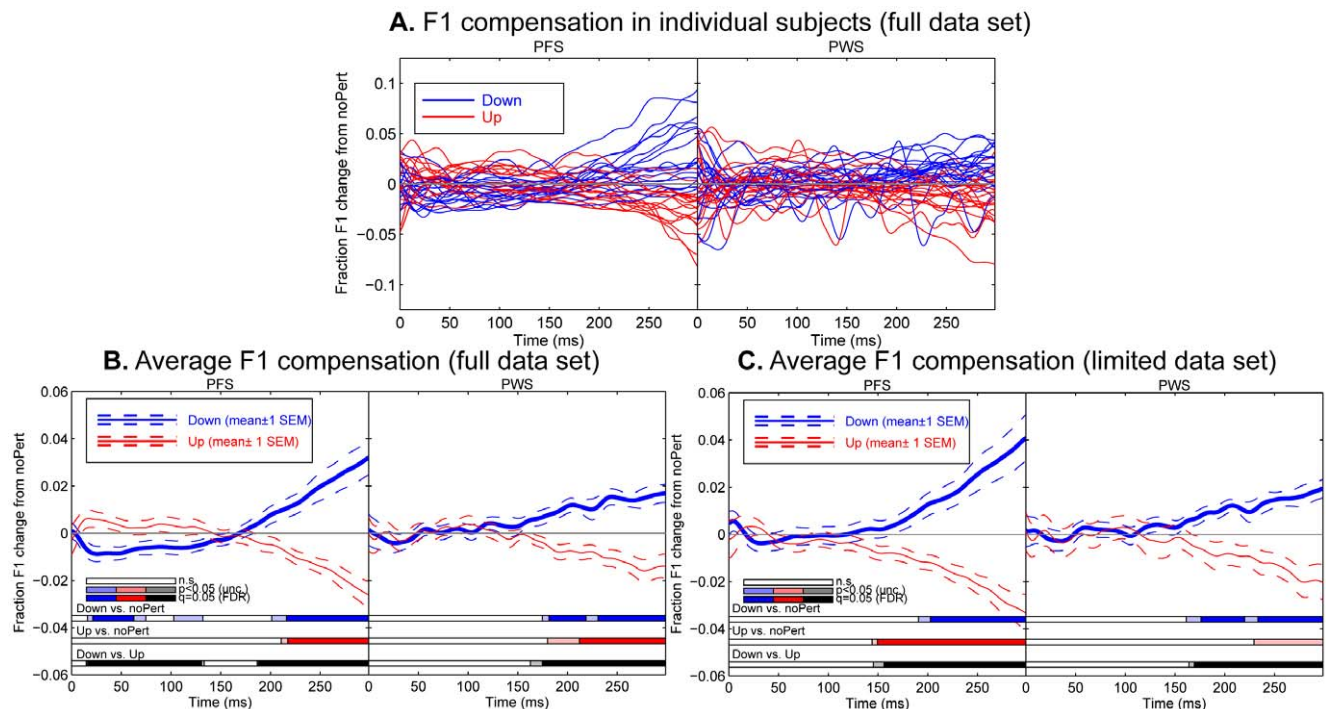 A. F1 compensation in individual subjects (full data set)
PFS PWS
Fraction F1 change from noPert
0.1
0.05
0
−0.05
−0.1
Down
Up
0 50 100 150 200 250 0 50 100 150 200 250
Time (ms) Time (ms)
B. Average F1 compensation (full data set)
PFS PWS
Fraction F1 change from noPert
0.06
0.04
0.02
0
−0.02
−0.04
−0.06
Down (mean±1 SEM)
Up (mean± 1 SEM)
n.s.
p<0.05 (unc.)
q=0.05 (FDR)
Down vs. noPert
Up vs. noPert
Down vs. Up
0 50 100 150 200 250 0 50 100 150 200 250
Time (ms) Time (ms)
C. Average F1 compensation (limited data set)
PFS PWS
Fraction F1 change from noPert
0.06
0.04
0.02
0
−0.02
−0.04
−0.06
Down (mean±1 SEM)
Up (mean± 1 SEM)
n.s.
p<0.05 (unc.)
q=0.05 (FDR)
Down vs. noPert
Up vs. noPert
Down vs. Up
0 50 100 150 200 250 0 50 100 150 200 250
Time (ms) Time (ms)